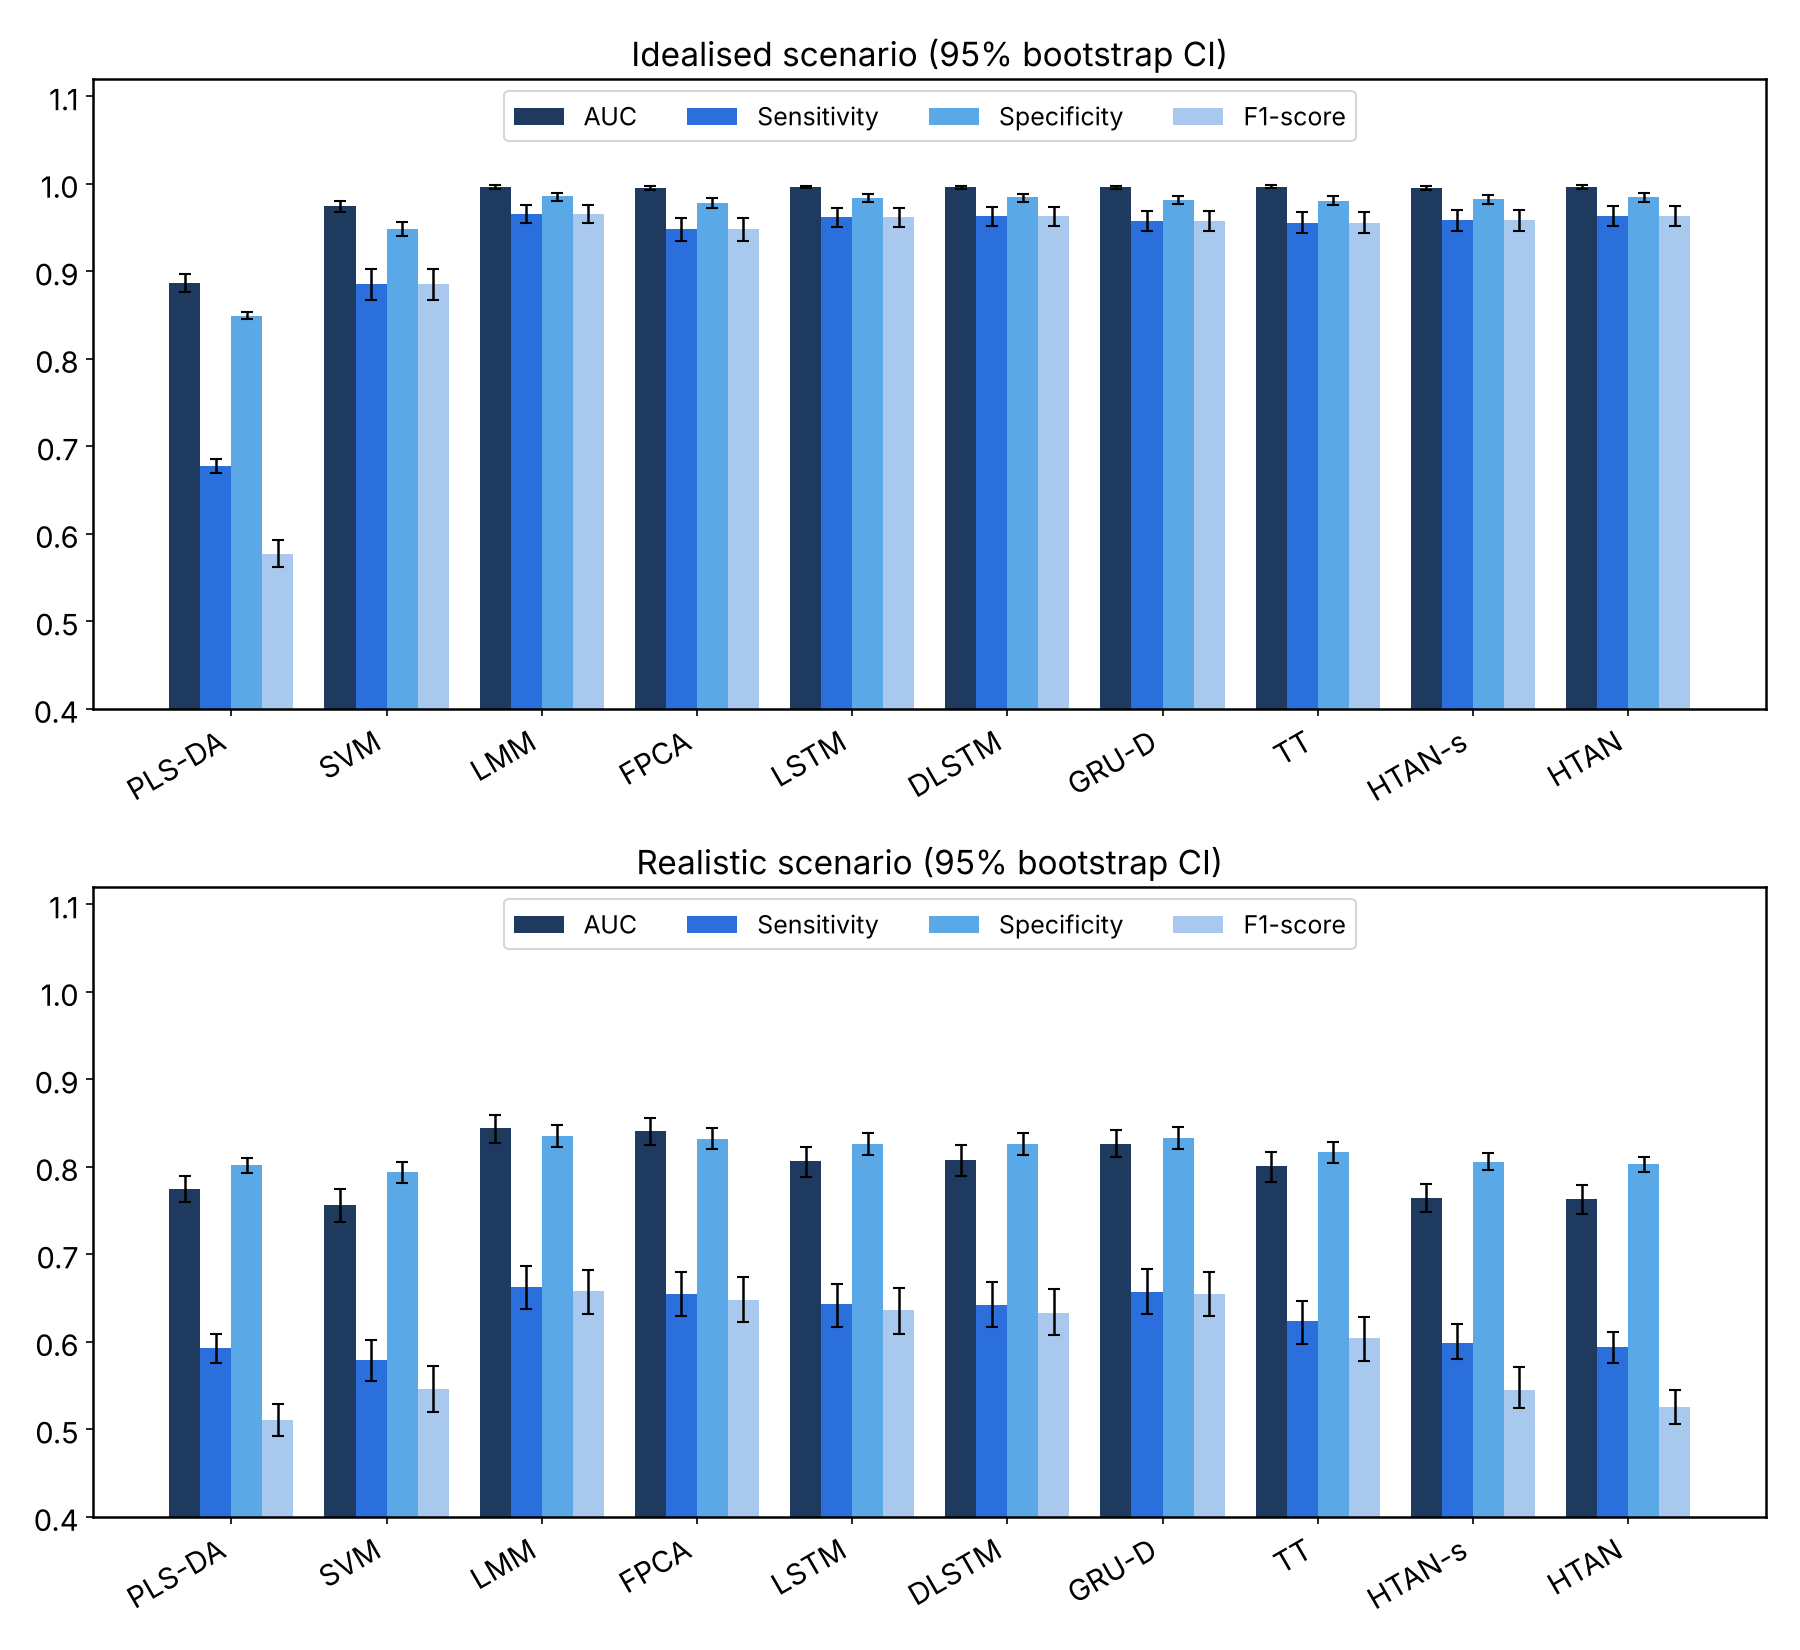 Idealised scenario (95% bootstrap CI)
AUC Sensitivity Specificity F1-score
1.1
1.0
0.9
0.8
0.7
0.6
0.5
0.4
PLS-DA SVM LMM FPCA LSTM DLSTM GRU-D TT HTAN-s HTAN
Realistic scenario (95% bootstrap CI)
AUC Sensitivity Specificity F1-score
1.1
1.0
0.9
0.8
0.7
0.6
0.5
0.4
PLS-DA SVM LMM FPCA LSTM DLSTM GRU-D TT HTAN-s HTAN